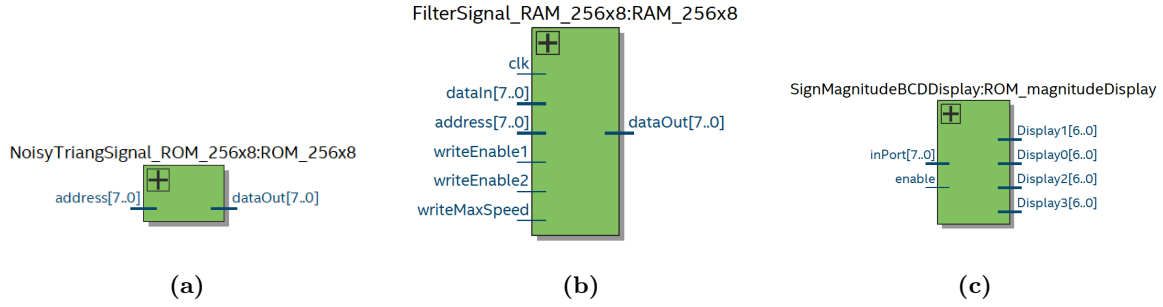 NoisyTriangSignal_ROM_256x8:ROM_256x8
address[7..0]
dataOut[7..0]
(a)
FilterSignal_RAM_256x8:RAM_256x8
clk
dataIn[7..0]
address[7..0]
writeEnable1
writeEnable2
writeMaxSpeed
dataOut[7..0]
(b)
SignMagnitudeBCDDisplay:ROM_magnitudeDisplay
inPort[7..0]
enable
Display1[6..0]
Display0[6..0]
Display2[6..0]
Display3[6..0]
(c)